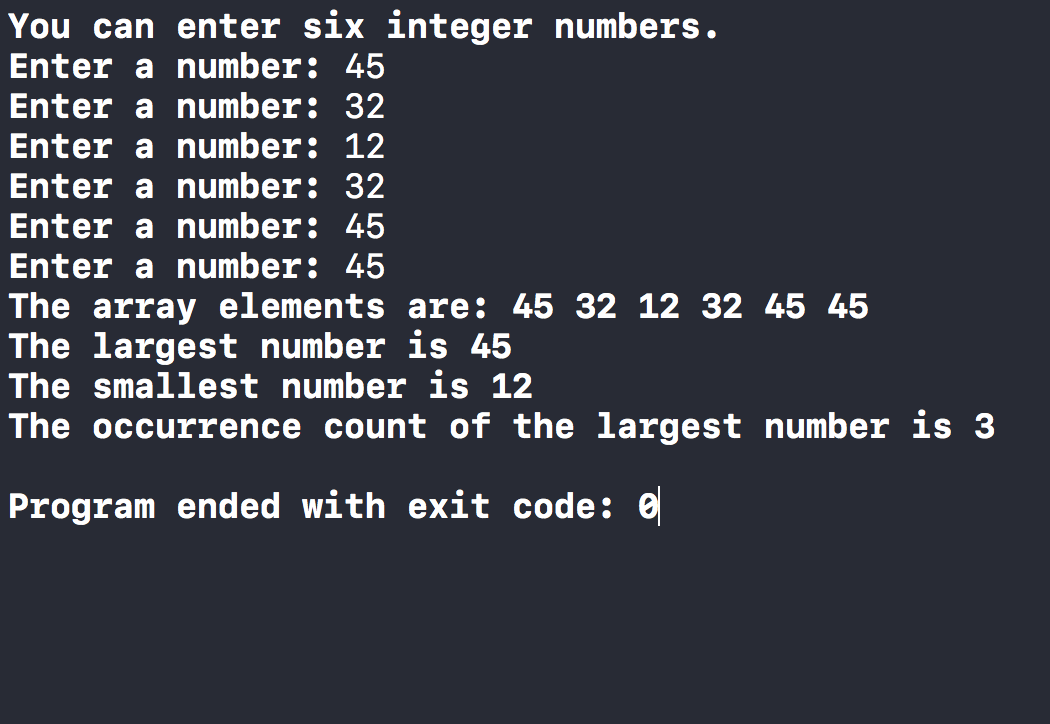 You can enter six integer numbers.
Enter a number: 45
Enter a number: 32
Enter a number: 12
Enter a number: 32
Enter a number: 45
Enter a number: 45
The array elements are: 45 32 12 32 45 45
The largest number is 45
The smallest number is 12
The occurrence count of the largest number is 3
Program ended with exit code: 0